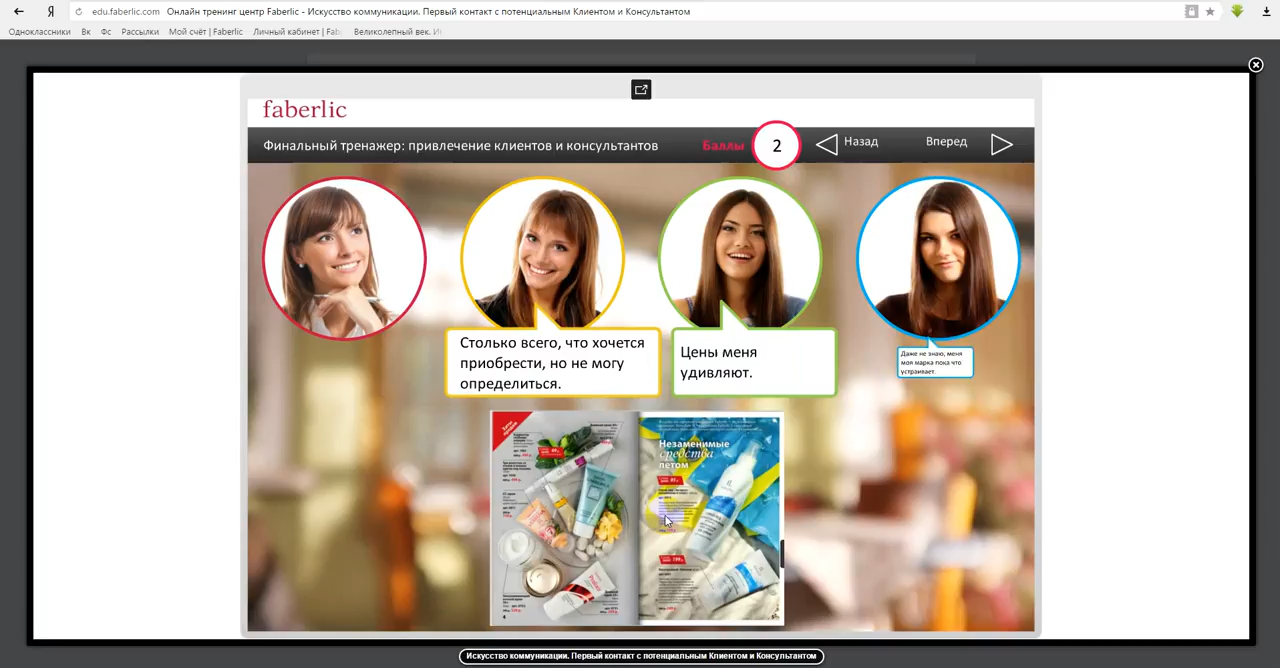 edu.faberlic.com Онлайн тренинг центр Faberlic - Искусство коммуникации. Первый контакт с потенциальным Клиентом и Консультантом
Одноклассники Вк Фс Рассылки Мой счёт | Faberlic Личный кабинет | Fab Великолепный век. И
faberlic
Финальный тренажер: привлечение клиентов и консультантов Баллы 2 Назад Вперед
Столько всего, что хочется
приобрести, но не могу
определиться.
Цены меня
удивляют.
Даже не знаю, меня
моя марка пока что
устраивает.
Незаменимые
средства
летом
Искусство коммуникации. Первый контакт с потенциальным Клиентом и Консультантом